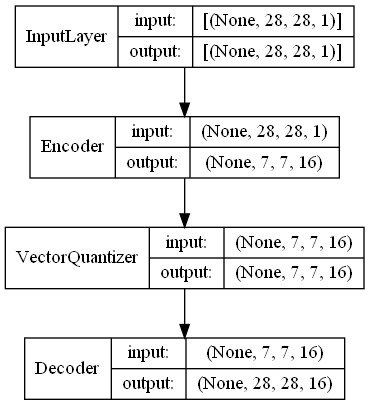 InputLayer
input: [(None, 28, 28, 1)]
output: [(None, 28, 28, 1)]
Encoder
input: (None, 28, 28, 1)
output: (None, 7, 7, 16)
VectorQuantizer
input: (None, 7, 7, 16)
output: (None, 7, 7, 16)
Decoder
input: (None, 7, 7, 16)
output: (None, 28, 28, 16)